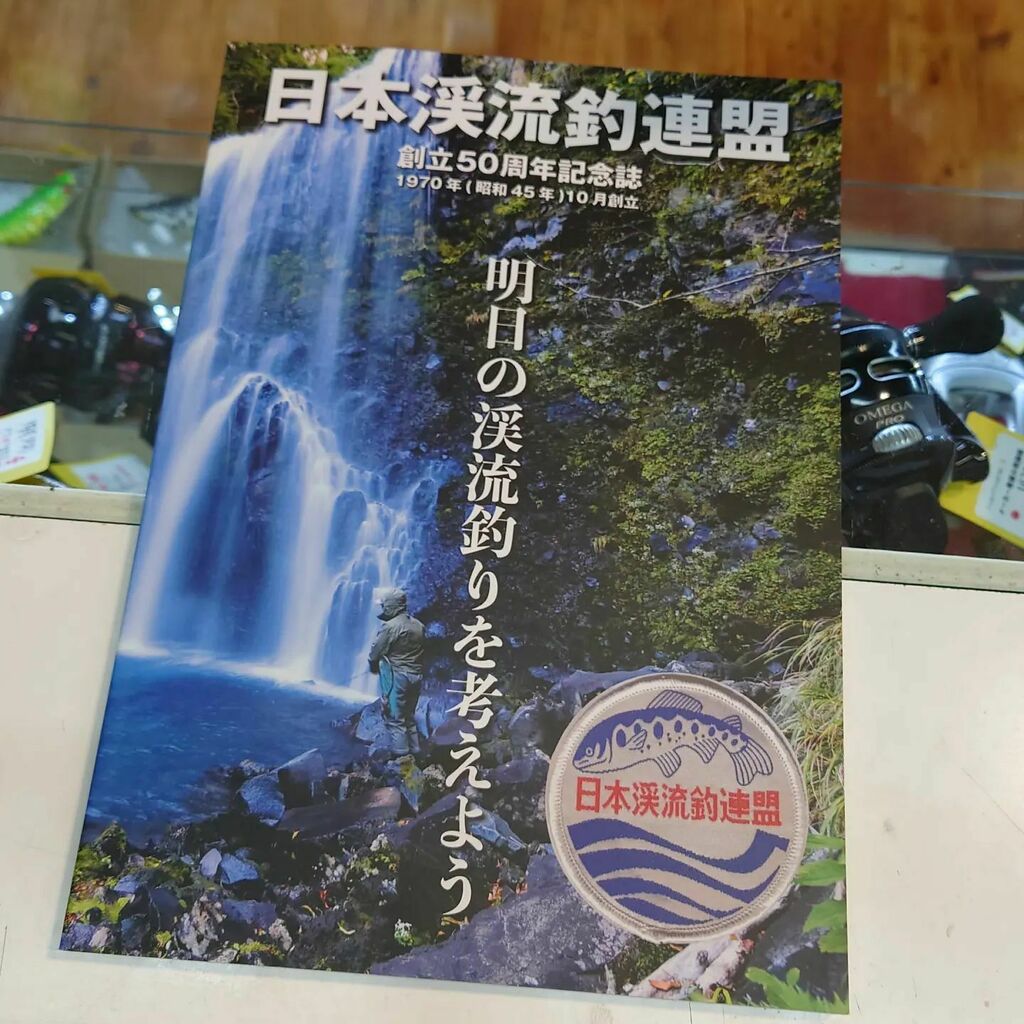 日本渓流釣連盟
創立50周年記念誌
1970年(昭和45年)10月創立
明日の渓流釣りを考えよう
日本渓流釣連盟
OMEGA
PRO